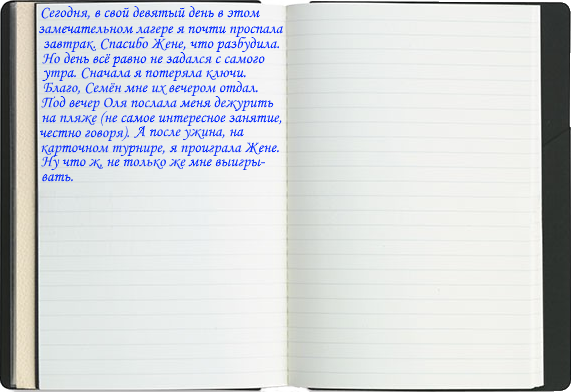 Сегодня, в свой девятый день в этом
замечательном лагере я почти проспала
завтрак. Спасибо Жене, что разбудила.
Но день всё равно не задался с самого
утра. Сначала я потеряла ключи.
Благо, Семён мне их вечером отдал.
Под вечер Оля послала меня дежурить
на пляже (не самое интересное занятие,
честно говоря). А после ужина, на
карточном турнире, я проиграла Жене.
Ну что ж, не только же мне выигры-
вать.